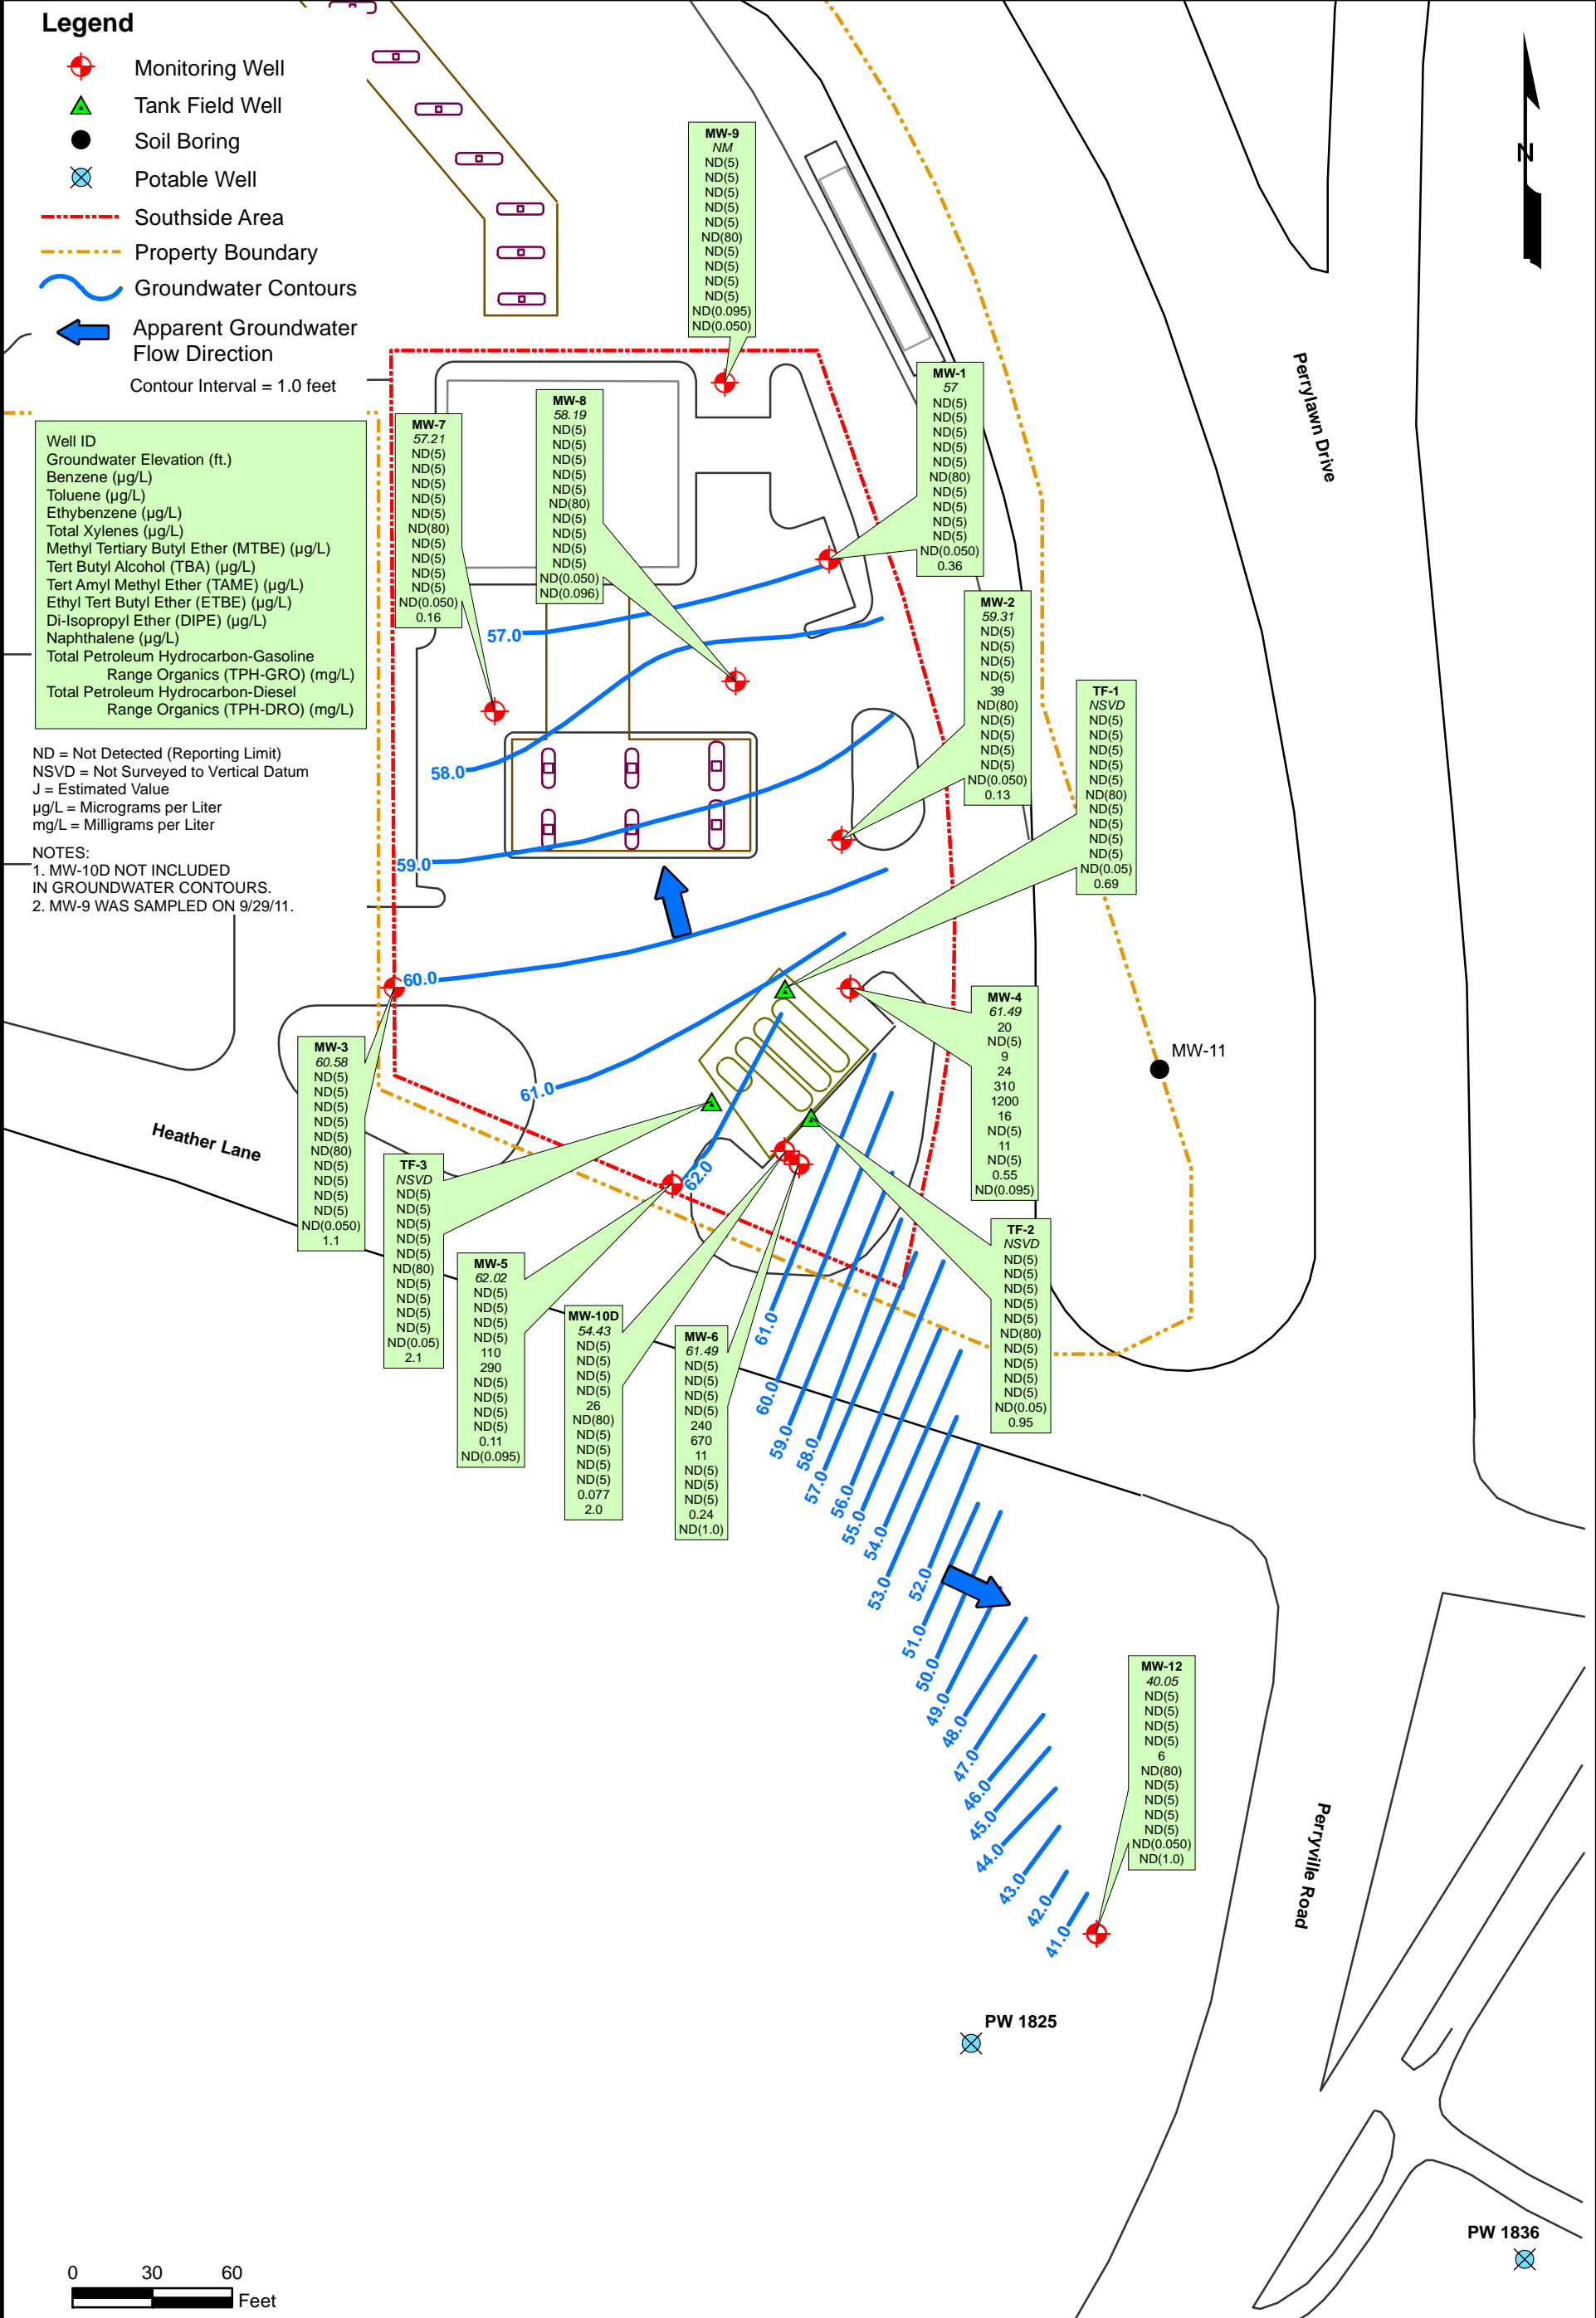 Legend
Monitoring Well
Tank Field Well
Soil Boring
Potable Well
Southside Area
Property Boundary
Groundwater Contours
Apparent Groundwater
Flow Direction
Contour Interval = 1.0 feet
Well ID
Groundwater Elevation (ft.)
Benzene (µg/L)
Toluene (µg/L)
Ethybenzene (µg/L)
Total Xylenes (µg/L)
Methyl Tertiary Butyl Ether (MTBE) (µg/L)
Tert Butyl Alcohol (TBA) (µg/L)
Tert Amyl Methyl Ether (TAME) (µg/L)
Ethyl Tert Butyl Ether (ETBE) (µg/L)
Di-Isopropyl Ether (DIPE) (µg/L)
Naphthalene (µg/L)
Total Petroleum Hydrocarbon-Gasoline
Range Organics (TPH-GRO) (mg/L)
Total Petroleum Hydrocarbon-Diesel
Range Organics (TPH-DRO) (mg/L)
ND = Not Detected (Reporting Limit)
NSVD = Not Surveyed to Vertical Datum
J = Estimated Value
µg/L = Micrograms per Liter
mg/L = Milligrams per Liter
NOTES:
1. MW-10D NOT INCLUDED
IN GROUNDWATER CONTOURS.
2. MW-9 WAS SAMPLED ON 9/29/11.
N
MW-9
NM
ND(5)
ND(5)
ND(5)
ND(5)
ND(5)
ND(80)
ND(5)
ND(5)
ND(5)
ND(5)
ND(0.095)
ND(0.050)
MW-1
57
ND(5)
ND(5)
ND(5)
ND(5)
ND(5)
ND(80)
ND(5)
ND(5)
ND(5)
ND(5)
ND(0.050)
0.36
MW-8
58.19
ND(5)
ND(5)
ND(5)
ND(5)
ND(5)
ND(80)
ND(5)
ND(5)
ND(5)
ND(5)
ND(0.050)
ND(0.096)
MW-7
57.21
ND(5)
ND(5)
ND(5)
ND(5)
ND(5)
ND(80)
ND(5)
ND(5)
ND(5)
ND(5)
ND(0.050)
0.16
MW-2
59.31
ND(5)
ND(5)
ND(5)
ND(5)
39
ND(80)
ND(5)
ND(5)
ND(5)
ND(5)
ND(0.050)
0.13
TF-1
NSVD
ND(5)
ND(5)
ND(5)
ND(5)
ND(5)
ND(80)
ND(5)
ND(5)
ND(5)
ND(5)
ND(0.05)
0.69
MW-4
61.49
20
ND(5)
9
24
310
1200
16
ND(5)
11
ND(5)
0.55
ND(0.095)
MW-11
MW-3
60.58
ND(5)
ND(5)
ND(5)
ND(5)
ND(5)
ND(80)
ND(5)
ND(5)
ND(5)
ND(5)
ND(0.050)
1.1
TF-3
NSVD
ND(5)
ND(5)
ND(5)
ND(5)
ND(5)
ND(80)
ND(5)
ND(5)
ND(5)
ND(5)
ND(0.05)
2.1
MW-5
62.02
ND(5)
ND(5)
ND(5)
ND(5)
110
290
ND(5)
ND(5)
ND(5)
ND(5)
0.11
ND(0.095)
MW-10D
54.43
ND(5)
ND(5)
ND(5)
ND(5)
26
ND(80)
ND(5)
ND(5)
ND(5)
ND(5)
0.077
2.0
MW-6
61.49
ND(5)
ND(5)
ND(5)
ND(5)
240
670
11
ND(5)
ND(5)
ND(5)
0.24
ND(1.0)
TF-2
NSVD
ND(5)
ND(5)
ND(5)
ND(5)
ND(5)
ND(80)
ND(5)
ND(5)
ND(5)
ND(5)
ND(0.05)
0.95
MW-12
40.05
ND(5)
ND(5)
ND(5)
ND(5)
6
ND(80)
ND(5)
ND(5)
ND(5)
ND(5)
ND(0.050)
ND(1.0)
57.0
58.0
59.0
60.0
61.0
62.0
61.0
60.0
59.0
58.0
57.0
56.0
55.0
54.0
53.0
52.0
51.0
50.0
49.0
48.0
47.0
46.0
45.0
44.0
43.0
42.0
41.0
Perrylawn Drive
Heather Lane
Perryville Road
PW 1825
PW 1836
0 30 60
Feet